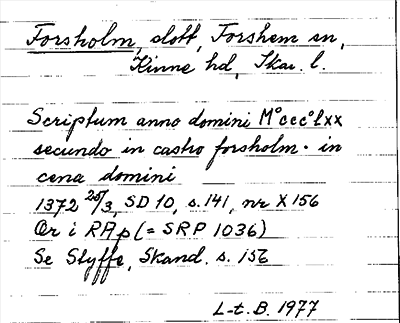 Forsholm, slott, Forshem sn,
Kinne hd, Skar. l.
Scriptum anno domini M°ccc°lxx
secundo in castro forsholm. in
cena domini
1372 25/3, SD 10, s. 141, nr X 156
Or i RAp (= SRP 1036)
Se Styffe, Skand. s. 156
L-t. B. 1977